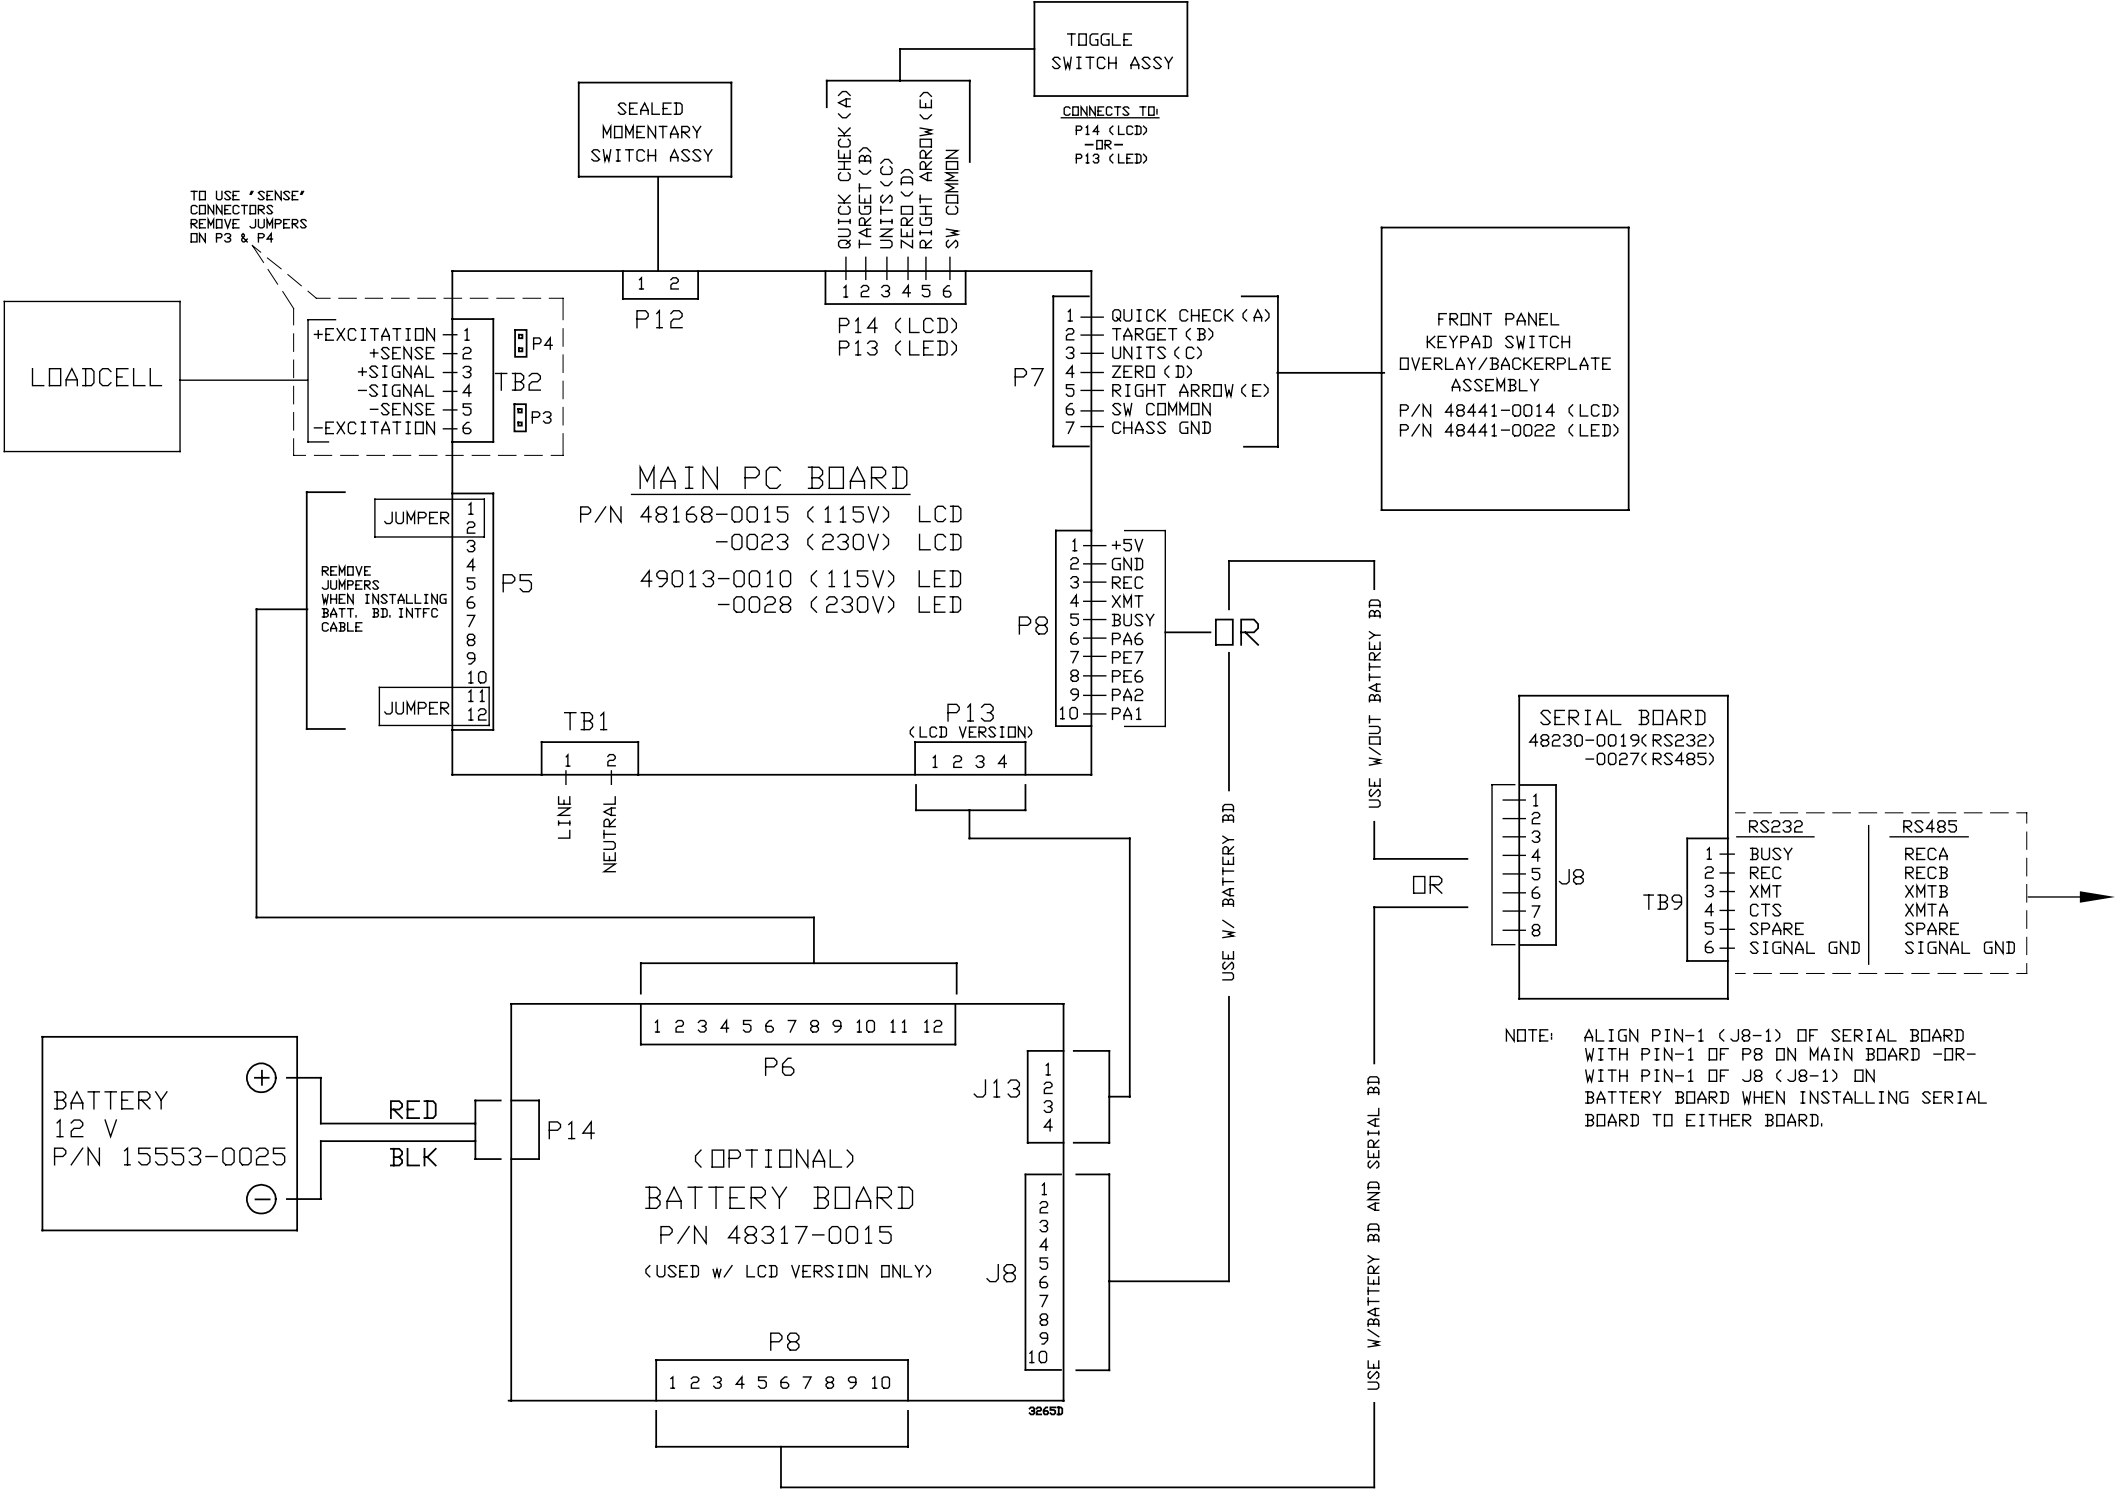 TOGGLE
SWITCH ASSY
CONNECTS TO:
P14 (LCD)
-OR-
P13 (LED)
SEALED
MOMENTARY
SWITCH ASSY
QUICK CHECK (A)
TARGET (B)
UNITS (C)
ZERO (D)
RIGHT ARROW (E)
SW COMMON
TO USE "SENSE"
CONNECTORS
REMOVE JUMPERS
ON P3 & P4
1 2
P12
1 2 3 4 5 6
P14 (LCD)
P13 (LED)
LOADCELL
+EXCITATION 1
+SENSE 2
+SIGNAL 3
-SIGNAL 4
-SENSE 5
-EXCITATION 6
TB2
P4
P3
P7
1 QUICK CHECK (A)
2 TARGET (B)
3 UNITS (C)
4 ZERO (D)
5 RIGHT ARROW (E)
6 SW COMMON
7 CHASS GND
FRONT PANEL
KEYPAD SWITCH
OVERLAY/BACKERPLATE
ASSEMBLY
P/N 48441-0014 (LCD)
P/N 48441-0022 (LED)
MAIN PC BOARD
P/N 48168-0015 (115V) LCD
-0023 (230V) LCD
49013-0010 (115V) LED
-0028 (230V) LED
JUMPER
1
2
3
4
5
6
7
8
9
10
11
12
JUMPER
P5
REMOVE
JUMPERS
WHEN INSTALLING
BATT. BD. INTFC
CABLE
P8
1 +5V
2 GND
3 REC
4 XMT
5 BUSY
6 PA6
7 PE7
8 PE6
9 PA2
10 PA1
OR
USE W/OUT BATTREY BD
TB1
1 2
LINE
NEUTRAL
P13
(LCD VERSION)
1 2 3 4
USE W/ BATTERY BD
OR
SERIAL BOARD
48230-0019(RS232)
-0027(RS485)
1
2
3
4
5
6
7
8
J8
TB9
RS232 RS485
1 BUSY RECA
2 REC RECB
3 XMT XMTB
4 CTS XMTA
5 SPARE SPARE
6 SIGNAL GND SIGNAL GND
NOTE: ALIGN PIN-1 (J8-1) OF SERIAL BOARD
WITH PIN-1 OF P8 ON MAIN BOARD -OR-
WITH PIN-1 OF J8 (J8-1) ON
BATTERY BOARD WHEN INSTALLING SERIAL
BOARD TO EITHER BOARD.
USE W/BATTERY BD AND SERIAL BD
1 2 3 4 5 6 7 8 9 10 11 12
P6
BATTERY
12 V
P/N 15553-0025
+
-
RED
BLK
P14
J13
1
2
3
4
(OPTIONAL)
BATTERY BOARD
P/N 48317-0015
(USED W/ LCD VERSION ONLY)
J8
1
2
3
4
5
6
7
8
9
10
P8
1 2 3 4 5 6 7 8 9 10
3265D